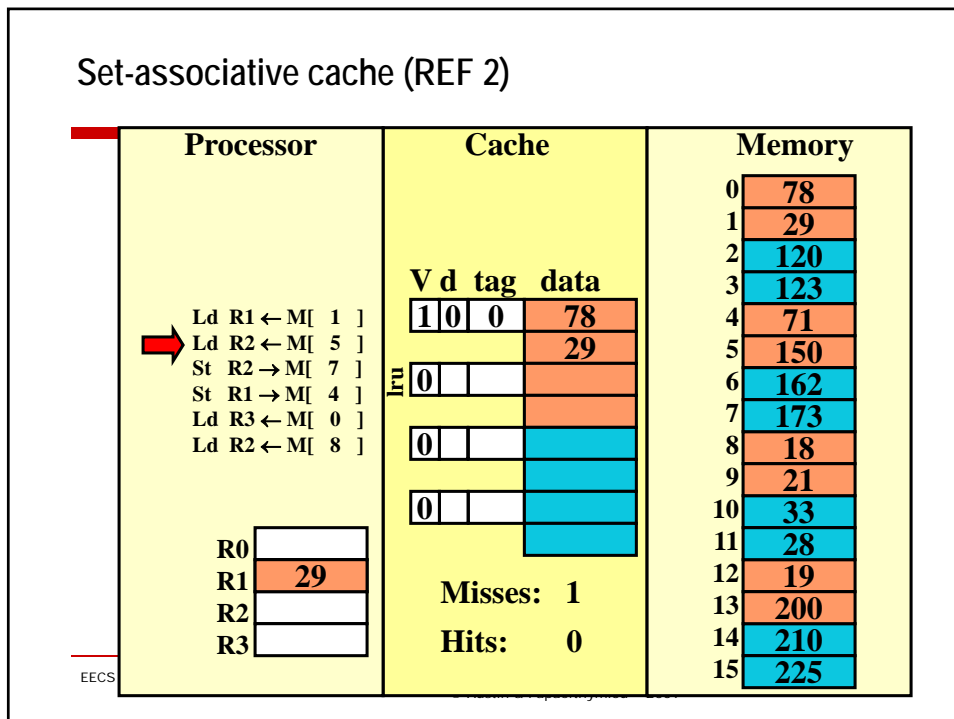 Set-associative cache (REF 2)
Processor
Ld R1 ← M[ 1 ]
Ld R2 ← M[ 5 ]
St R2 → M[ 7 ]
St R1 → M[ 4 ]
Ld R3 ← M[ 0 ]
Ld R2 ← M[ 8 ]
R0
R1 29
R2
R3
Cache
V d tag data
1 0 0 78
29
lru
0
0
0
Misses: 1
Hits: 0
Memory
0 78
1 29
2 120
3 123
4 71
5 150
6 162
7 173
8 18
9 21
10 33
11 28
12 19
13 200
14 210
15 225
EECS